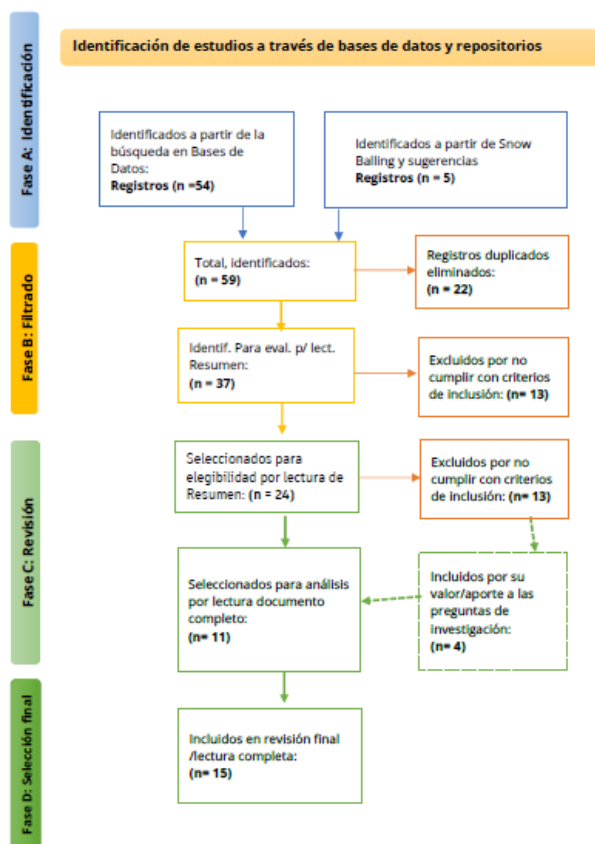 Identificación de estudios a través de bases de datos y repositorios
Fase A: Identificación
Identificados a partir de la
búsqueda en Bases de
Datos:
Registros (n =54)
Identificados a partir de Snow
Balling y sugerencias
Registros (n = 5)
Fase B: Filtrado
Total, identificados:
(n = 59)
Registros duplicados
eliminados:
(n = 22)
Identif. Para eval. p/ lect.
Resumen:
(n = 37)
Excluidos por no
cumplir con criterios
de inclusión: (n= 13)
Fase C: Revisión
Seleccionados para
elegibilidad por lectura de
Resumen: (n = 24)
Excluidos por no
cumplir con criterios
de inclusión: (n= 13)
Seleccionados para análisis
por lectura documento
completo:
(n= 11)
Incluidos por su
valor/aporte a las
preguntas de
investigación:
(n= 4)
Fase D: Selección final
Incluidos en revisión final
/lectura completa:
(n= 15)